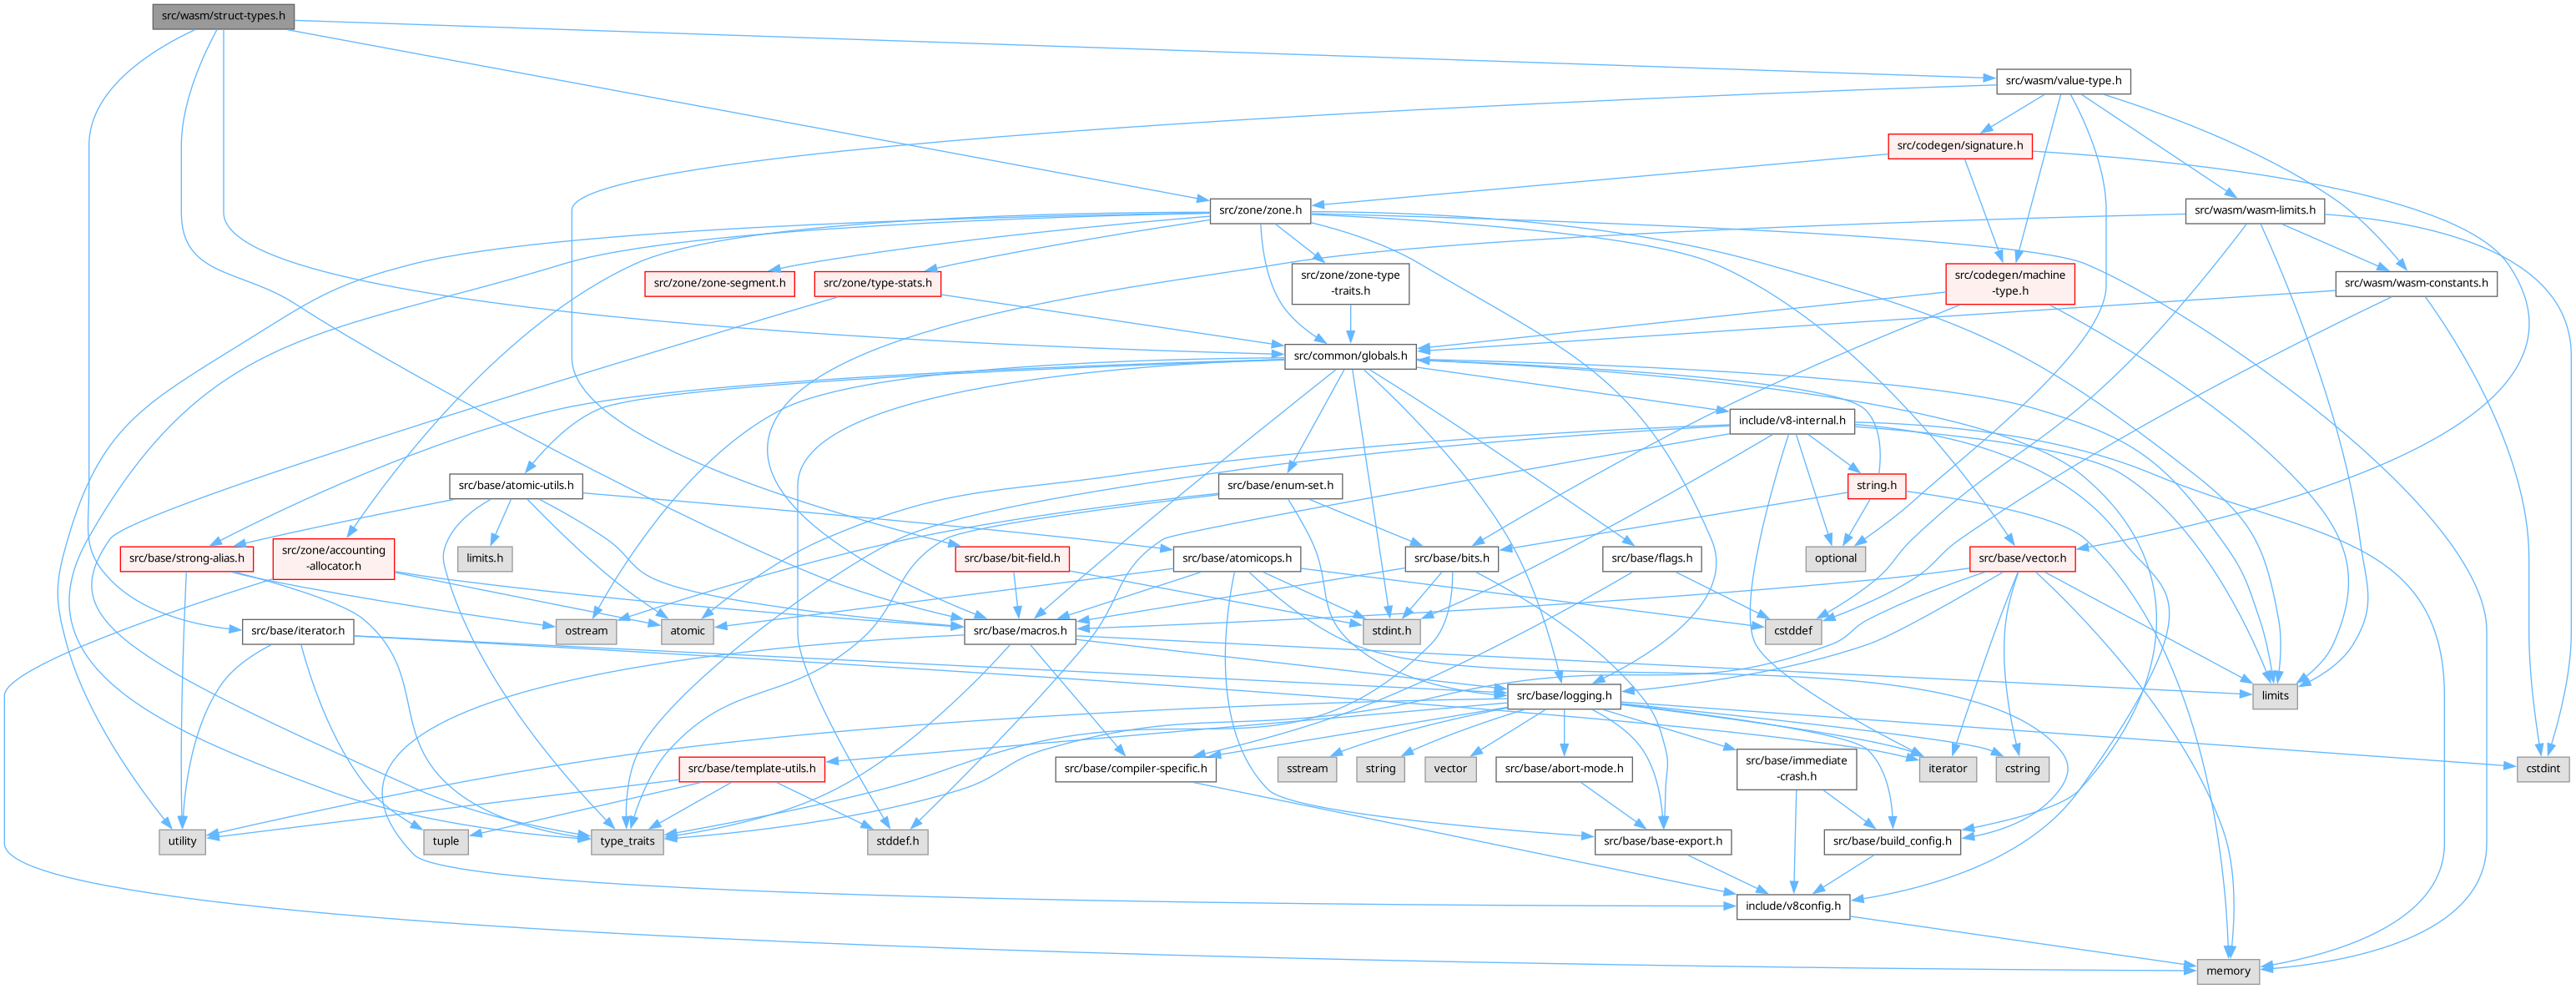 src/wasm/struct-types.h
src/wasm/value-type.h
src/codegen/signature.h
src/zone/zone.h
src/wasm/wasm-limits.h
src/zone/zone-segment.h
src/zone/type-stats.h
src/zone/zone-type
-traits.h
src/codegen/machine
-type.h
src/wasm/wasm-constants.h
src/common/globals.h
include/v8-internal.h
src/base/atomic-utils.h
src/base/enum-set.h
string.h
src/base/strong-alias.h
src/zone/accounting
-allocator.h
limits.h
src/base/bit-field.h
src/base/atomicops.h
src/base/bits.h
src/base/flags.h
optional
src/base/vector.h
src/base/iterator.h
ostream
atomic
src/base/macros.h
stdint.h
cstddef
src/base/logging.h
limits
src/base/template-utils.h
src/base/compiler-specific.h
sstream
string
vector
src/base/abort-mode.h
src/base/immediate
-crash.h
iterator
cstring
cstdint
utility
tuple
type_traits
stddef.h
src/base/base-export.h
src/base/build_config.h
include/v8config.h
memory